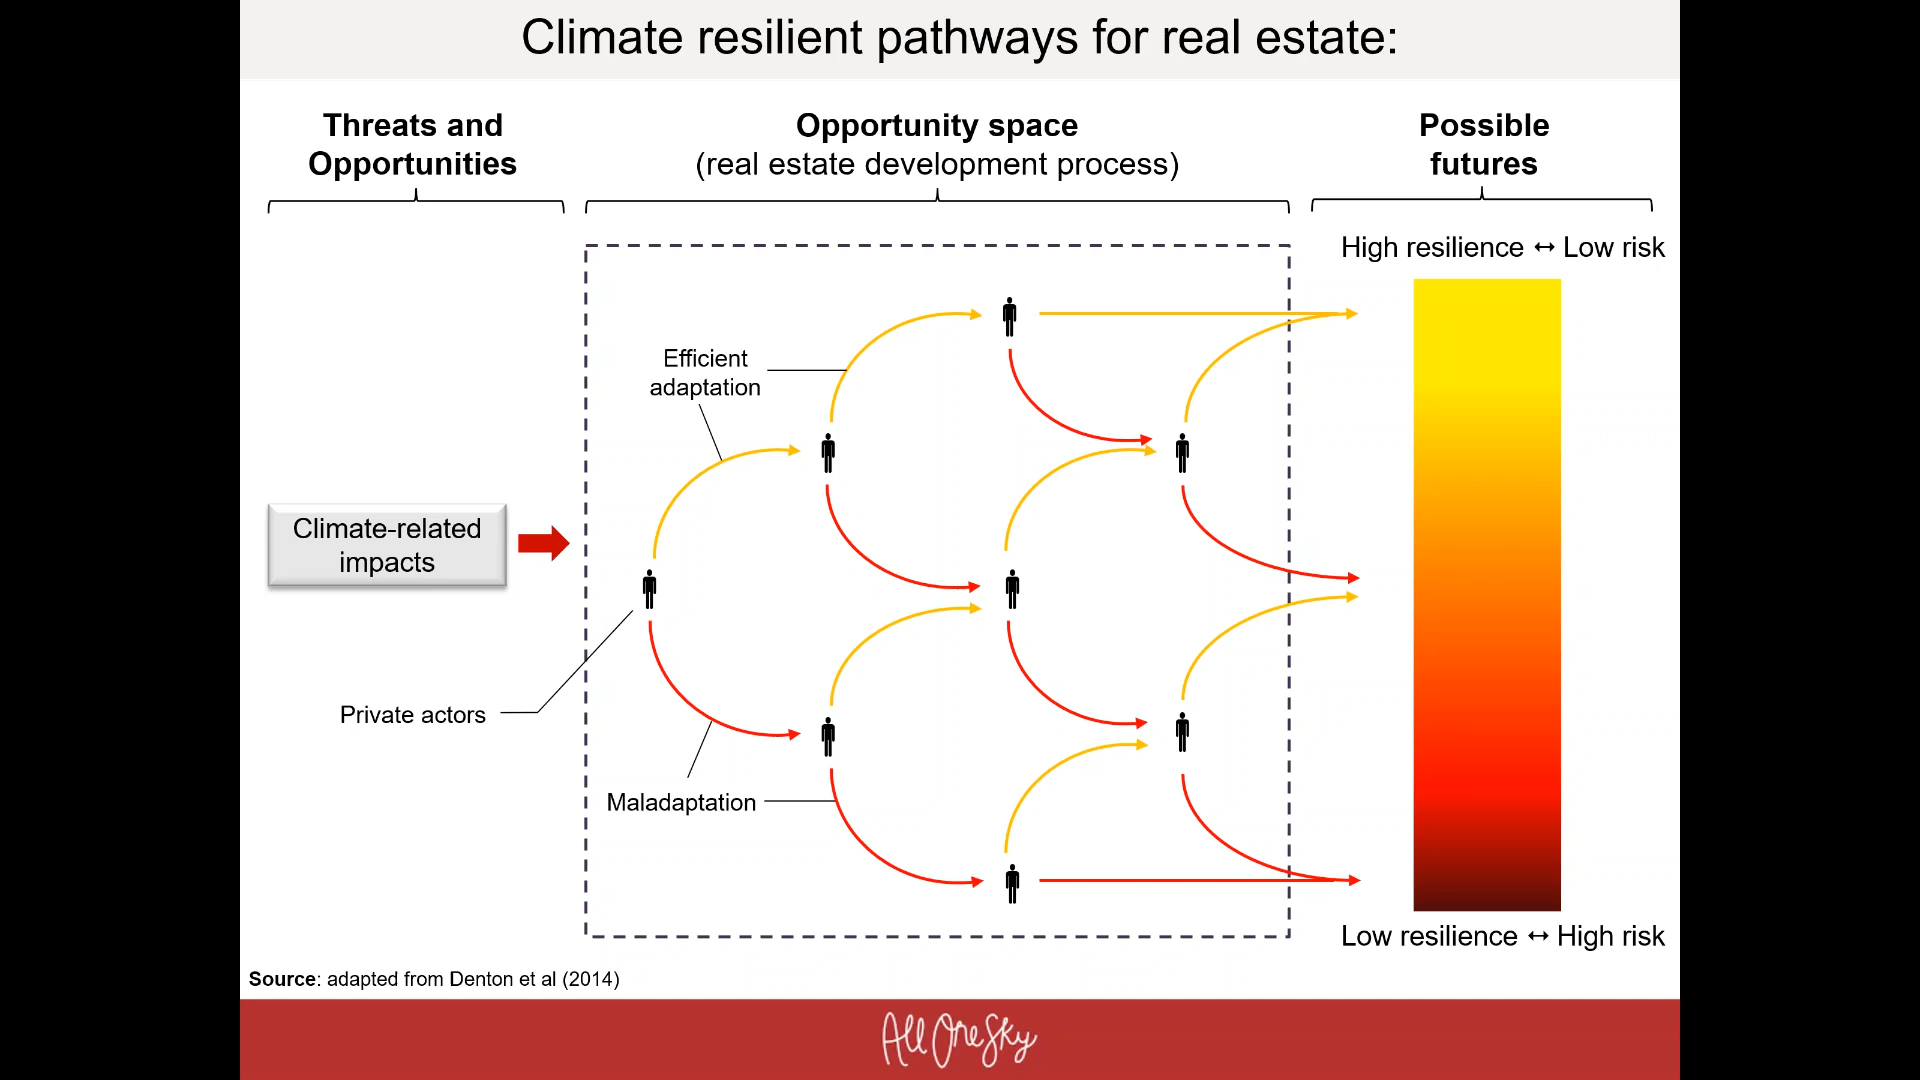 Climate resilient pathways for real estate:
Threats and
Opportunities
Opportunity space
(real estate development process)
Possible
futures
High resilience ↔ Low risk
Efficient
adaptation
Climate-related
impacts
Private actors
Maladaptation
Low resilience ↔ High risk
Source: adapted from Denton et al (2014)
All One Sky